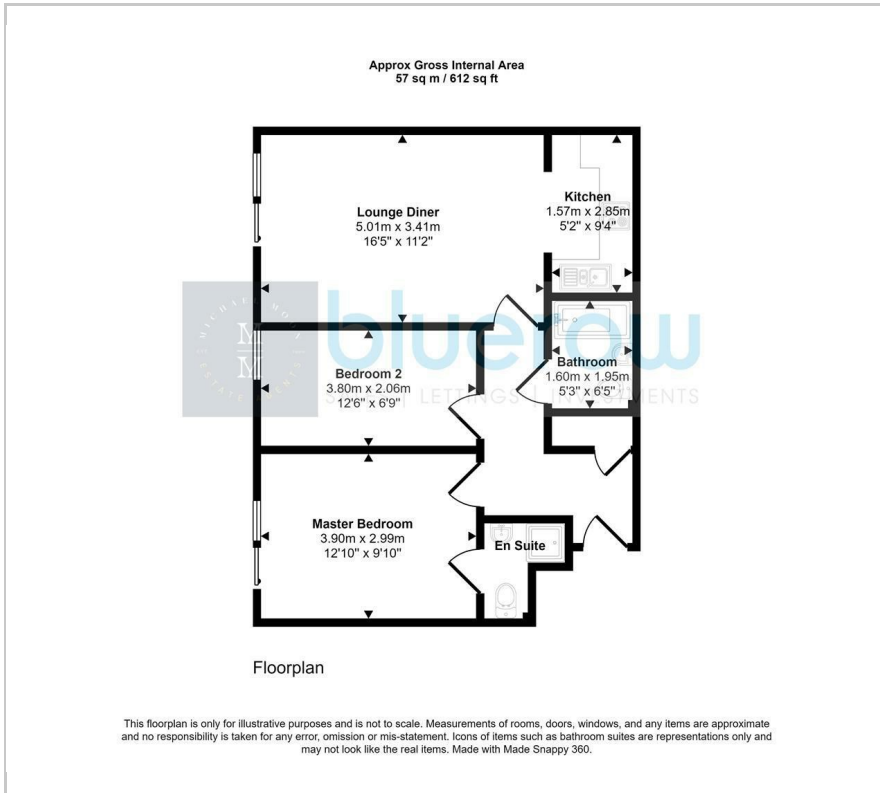 Approx Gross Internal Area
57 sq m / 612 sq ft
Lounge Diner
5.01m x 3.41m
16'5" x 11'2"
Kitchen
1.57m x 2.85m
5'2" x 9'4"
MM
bluerow
LETTINGS
Bedroom 2
3.80m x 2.06m
12'6" x 6'9"
Bathroom
1.60m x 1.95m
5'3" x 6'5"
Master Bedroom
3.90m x 2.99m
12'10" x 9'10"
En Suite
Floorplan
This floorplan is only for illustrative purposes and is not to scale. Measurements of rooms, doors, windows, and any items are approximate
and no responsibility is taken for any error, omission or mis-statement. Icons of items such as bathroom suites are representations only and
may not look like the real items. Made with Made Snappy 360.